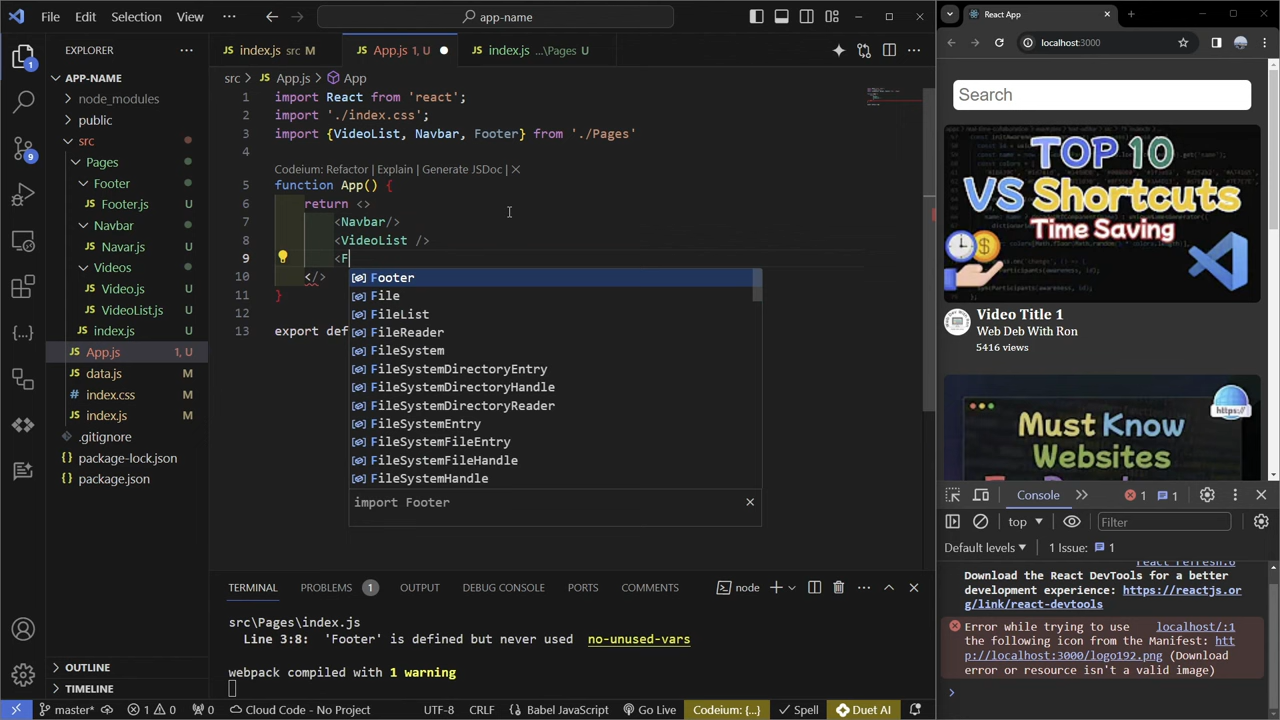 File Edit Selection View ··· app-name
EXPLORER
APP-NAME
node_modules
public
src
Pages
Footer
Footer.js U
Navbar
Navar.js U
Videos
Video.js U
VideoList.js U
index.js U
App.js 1, U
data.js M
index.css M
index.js M
.gitignore
package-lock.json M
package.json M
OUTLINE
TIMELINE
index.js src M
App.js 1, U
index.js ...\Pages U
src > App.js > App
1 import React from 'react';
2 import './index.css';
3 import {VideoList, Navbar, Footer} from './Pages'
4
Codeium: Refactor | Explain | Generate JSDoc | ×
5 function App() {
6 return <>
7 <Navbar/>
8 <VideoList />
9 <F
10 </>
11 }
12
13 export def
Footer
File
FileList
FileReader
FileSystem
FileSystemDirectoryEntry
FileSystemDirectoryHandle
FileSystemDirectoryReader
FileSystemEntry
FileSystemFileEntry
FileSystemFileHandle
FileSystemHandle
import Footer
TERMINAL PROBLEMS 1 OUTPUT DEBUG CONSOLE PORTS COMMENTS node
src\Pages\index.js
Line 3:8: 'Footer' is defined but never used no-unused-vars
webpack compiled with 1 warning
master* 1 0 0 Cloud Code - No Project UTF-8 CRLF Babel JavaScript Go Live Codeium: {...} Spell Duet AI
React App
localhost:3000
Search
TOP 10
VS Shortcuts
Time Saving
Video Title 1
Web Deb With Ron
5416 views
https://
Must Know
Websites
Console 1 1
top Filter
Default levels 1 Issue: 1
Download the React DevTools for a better
development experience: https://reactjs.or
g/link/react-devtools
Error while trying to use localhost/:1
the following icon from the Manifest: htt
p://localhost:3000/logo192.png (Download
error or resource isn't a valid image)